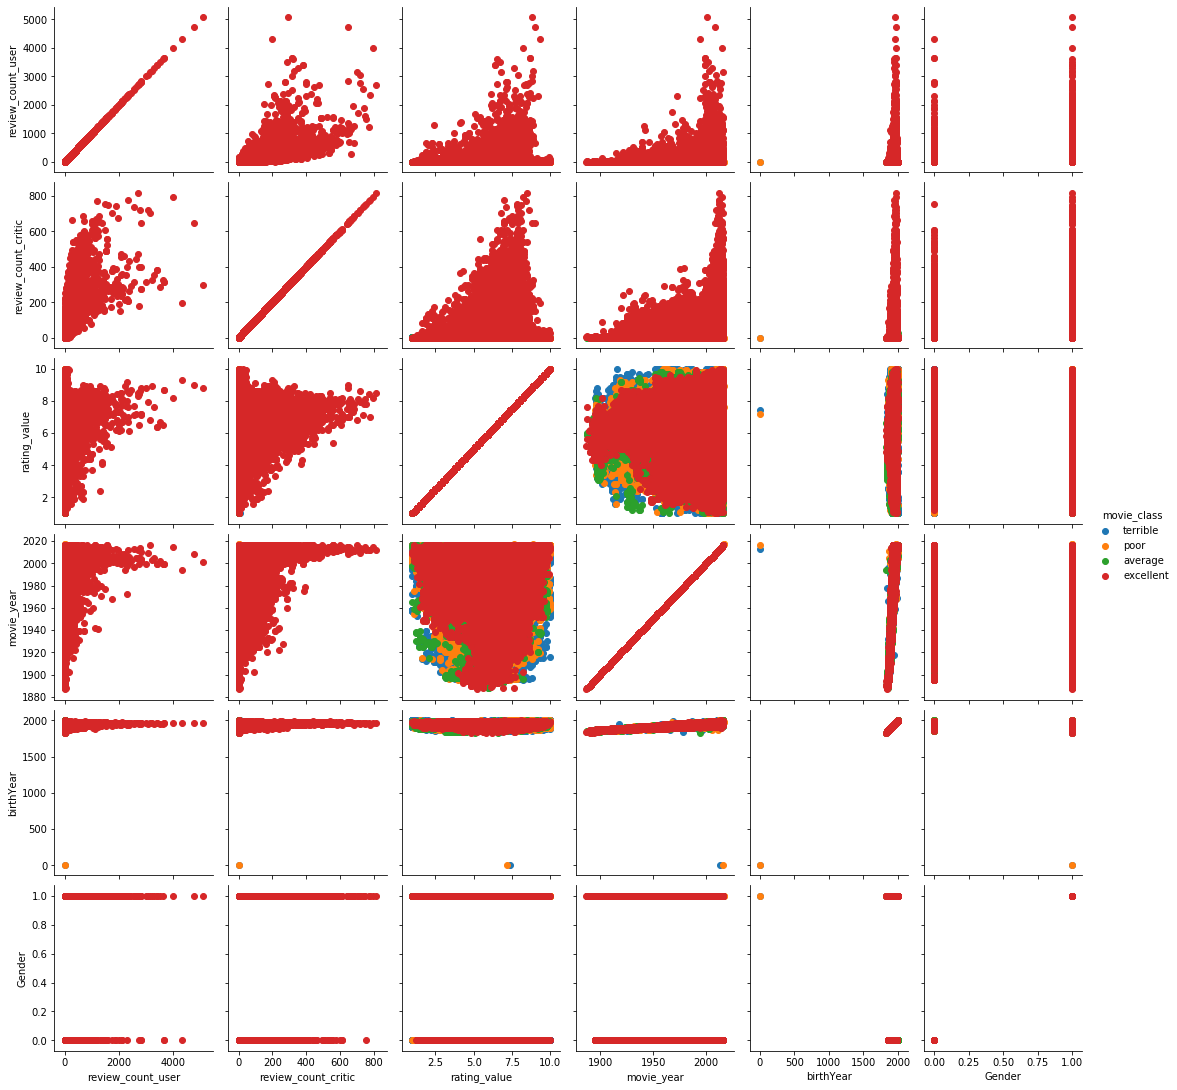 5000
4000
3000
2000
1000
0
review_count_user
800
600
400
200
0
review_count_critic
10
8
6
4
2
rating_value
movie_class
terrible
poor
average
excellent
2020
2000
1980
1960
1940
1920
1900
1880
movie_year
2000
1500
1000
500
0
birthYear
1.0
0.8
0.6
0.4
0.2
0.0
Gender
0 2000 4000
0 200 400 600 800
2.5 5.0 7.5 10.0
1900 1950 2000
0 500 1000 1500 2000
0.00 0.25 0.50 0.75 1.00
review_count_user
review_count_critic
rating_value
movie_year
birthYear
Gender